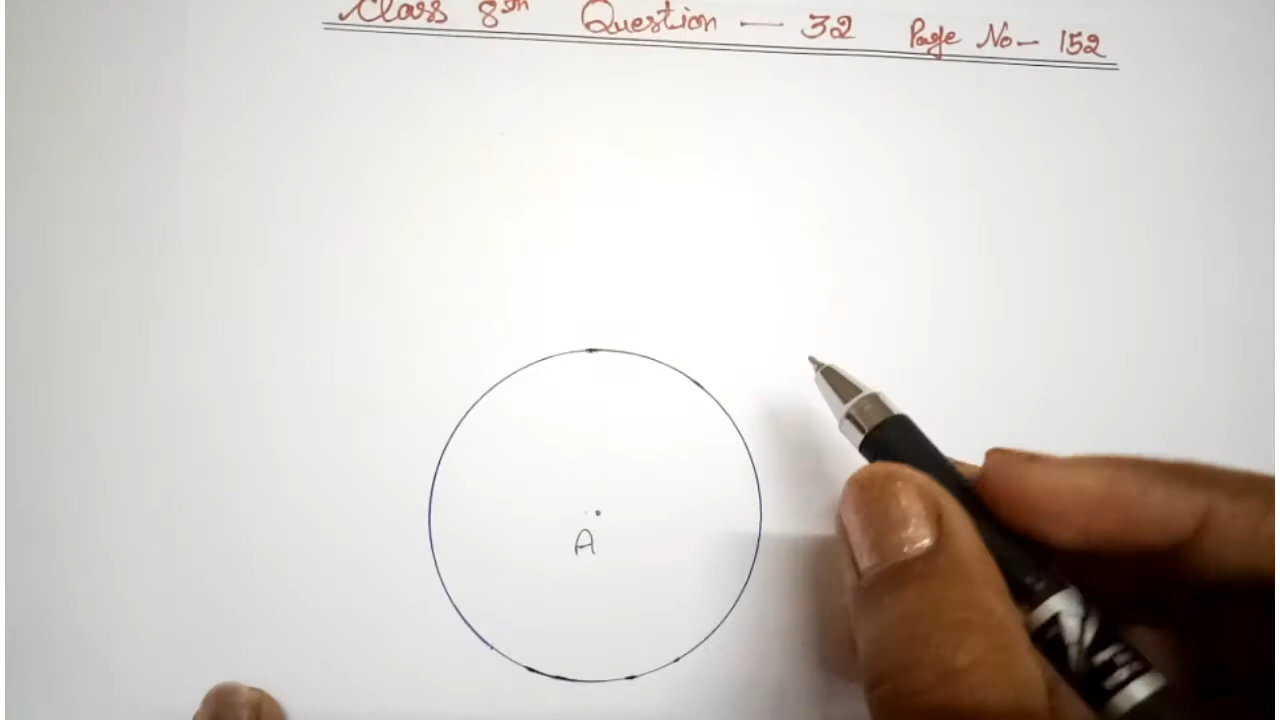 Class 8th Question — 32 Page No — 152
A